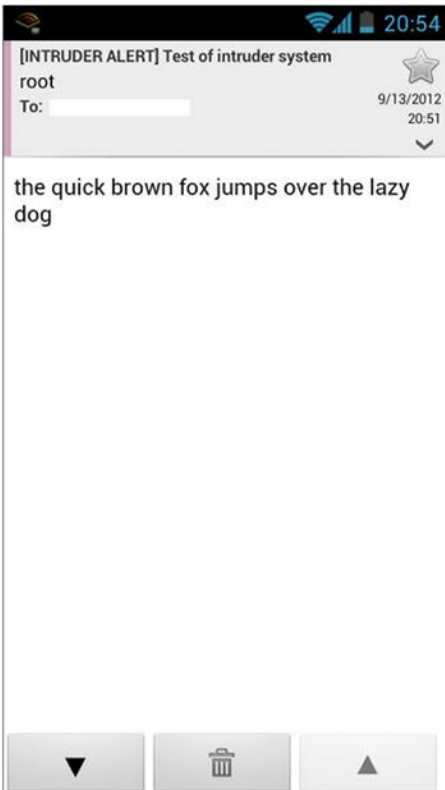 20:54
[INTRUDER ALERT] Test of intruder system
root
To:
9/13/2012
20:51
the quick brown fox jumps over the lazy
dog